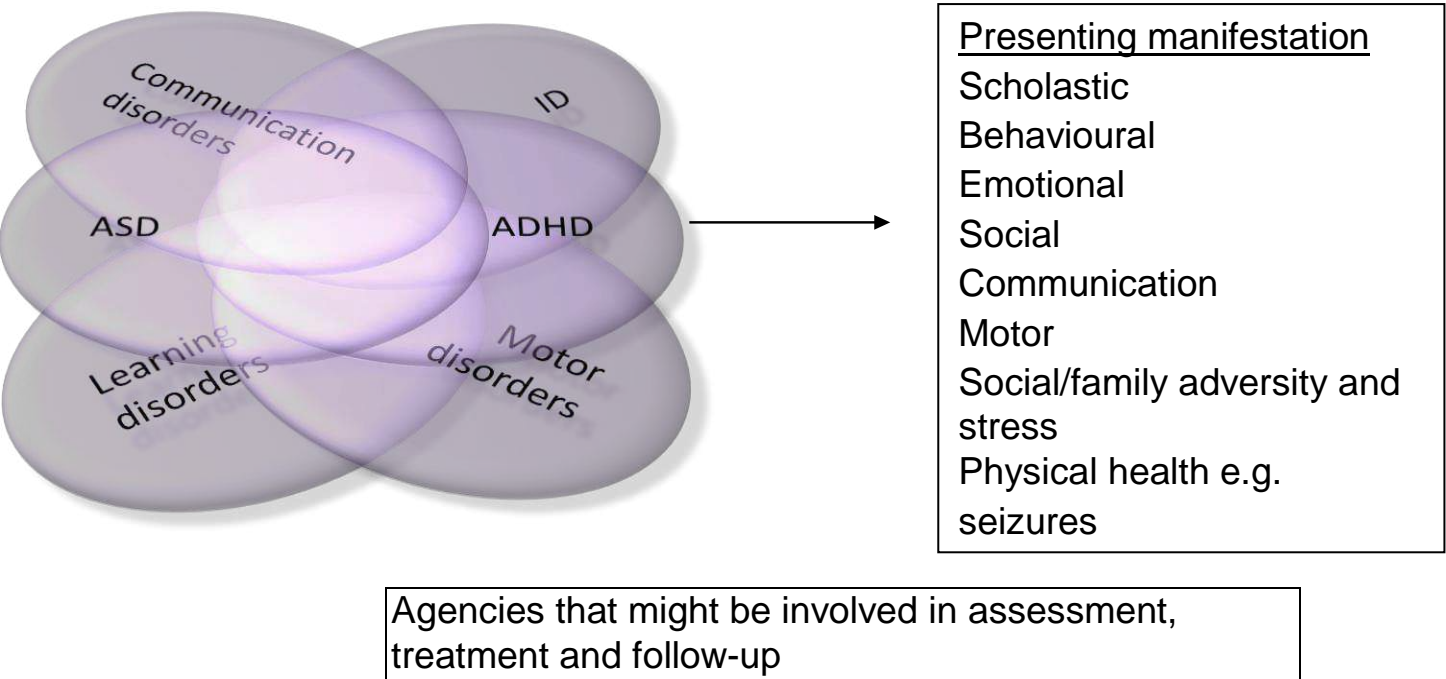 Communication
disorders
ID
ASD
ADHD
Learning
disorders
Motor
disorders
Presenting manifestation
Scholastic
Behavioural
Emotional
Social
Communication
Motor
Social/family adversity and
stress
Physical health e.g.
seizures
Agencies that might be involved in assessment,
treatment and follow-up